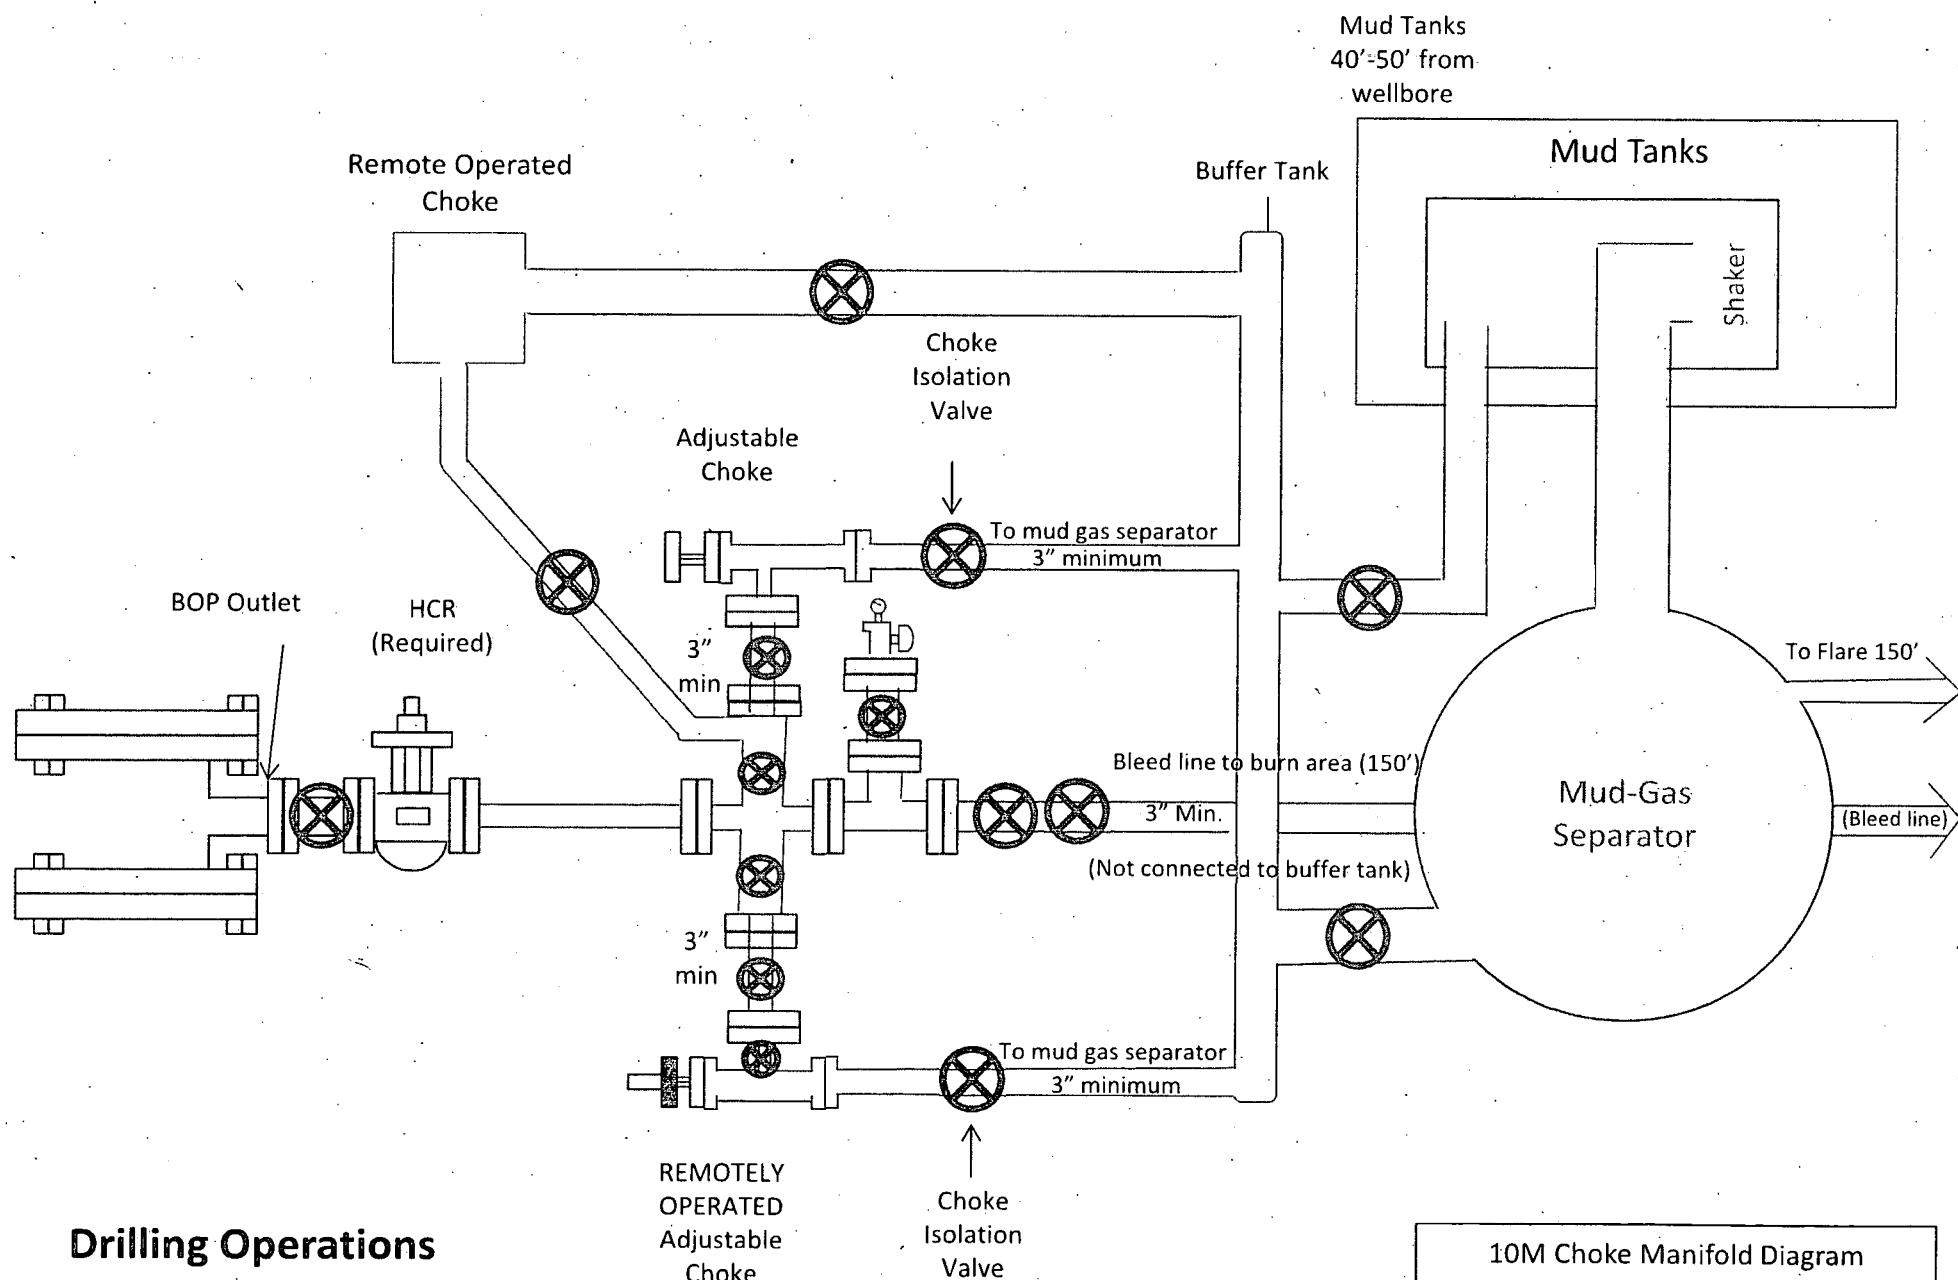 Mud Tanks
40’-50’ from
wellbore
Mud Tanks
Remote Operated
Choke
Buffer Tank
Shaker
Choke
Isolation
Valve
Adjustable
Choke
To mud gas separator
3” minimum
BOP Outlet
HCR
(Required)
3”
min
To Flare 150’
Bleed line to burn area (150’)
3” Min.
(Not connected to buffer tank)
Mud-Gas
Separator
(Bleed line)
3”
min
To mud gas separator
3” minimum
REMOTELY
OPERATED
Adjustable
Choke
Choke
Isolation
Valve
Drilling Operations
10M Choke Manifold Diagram